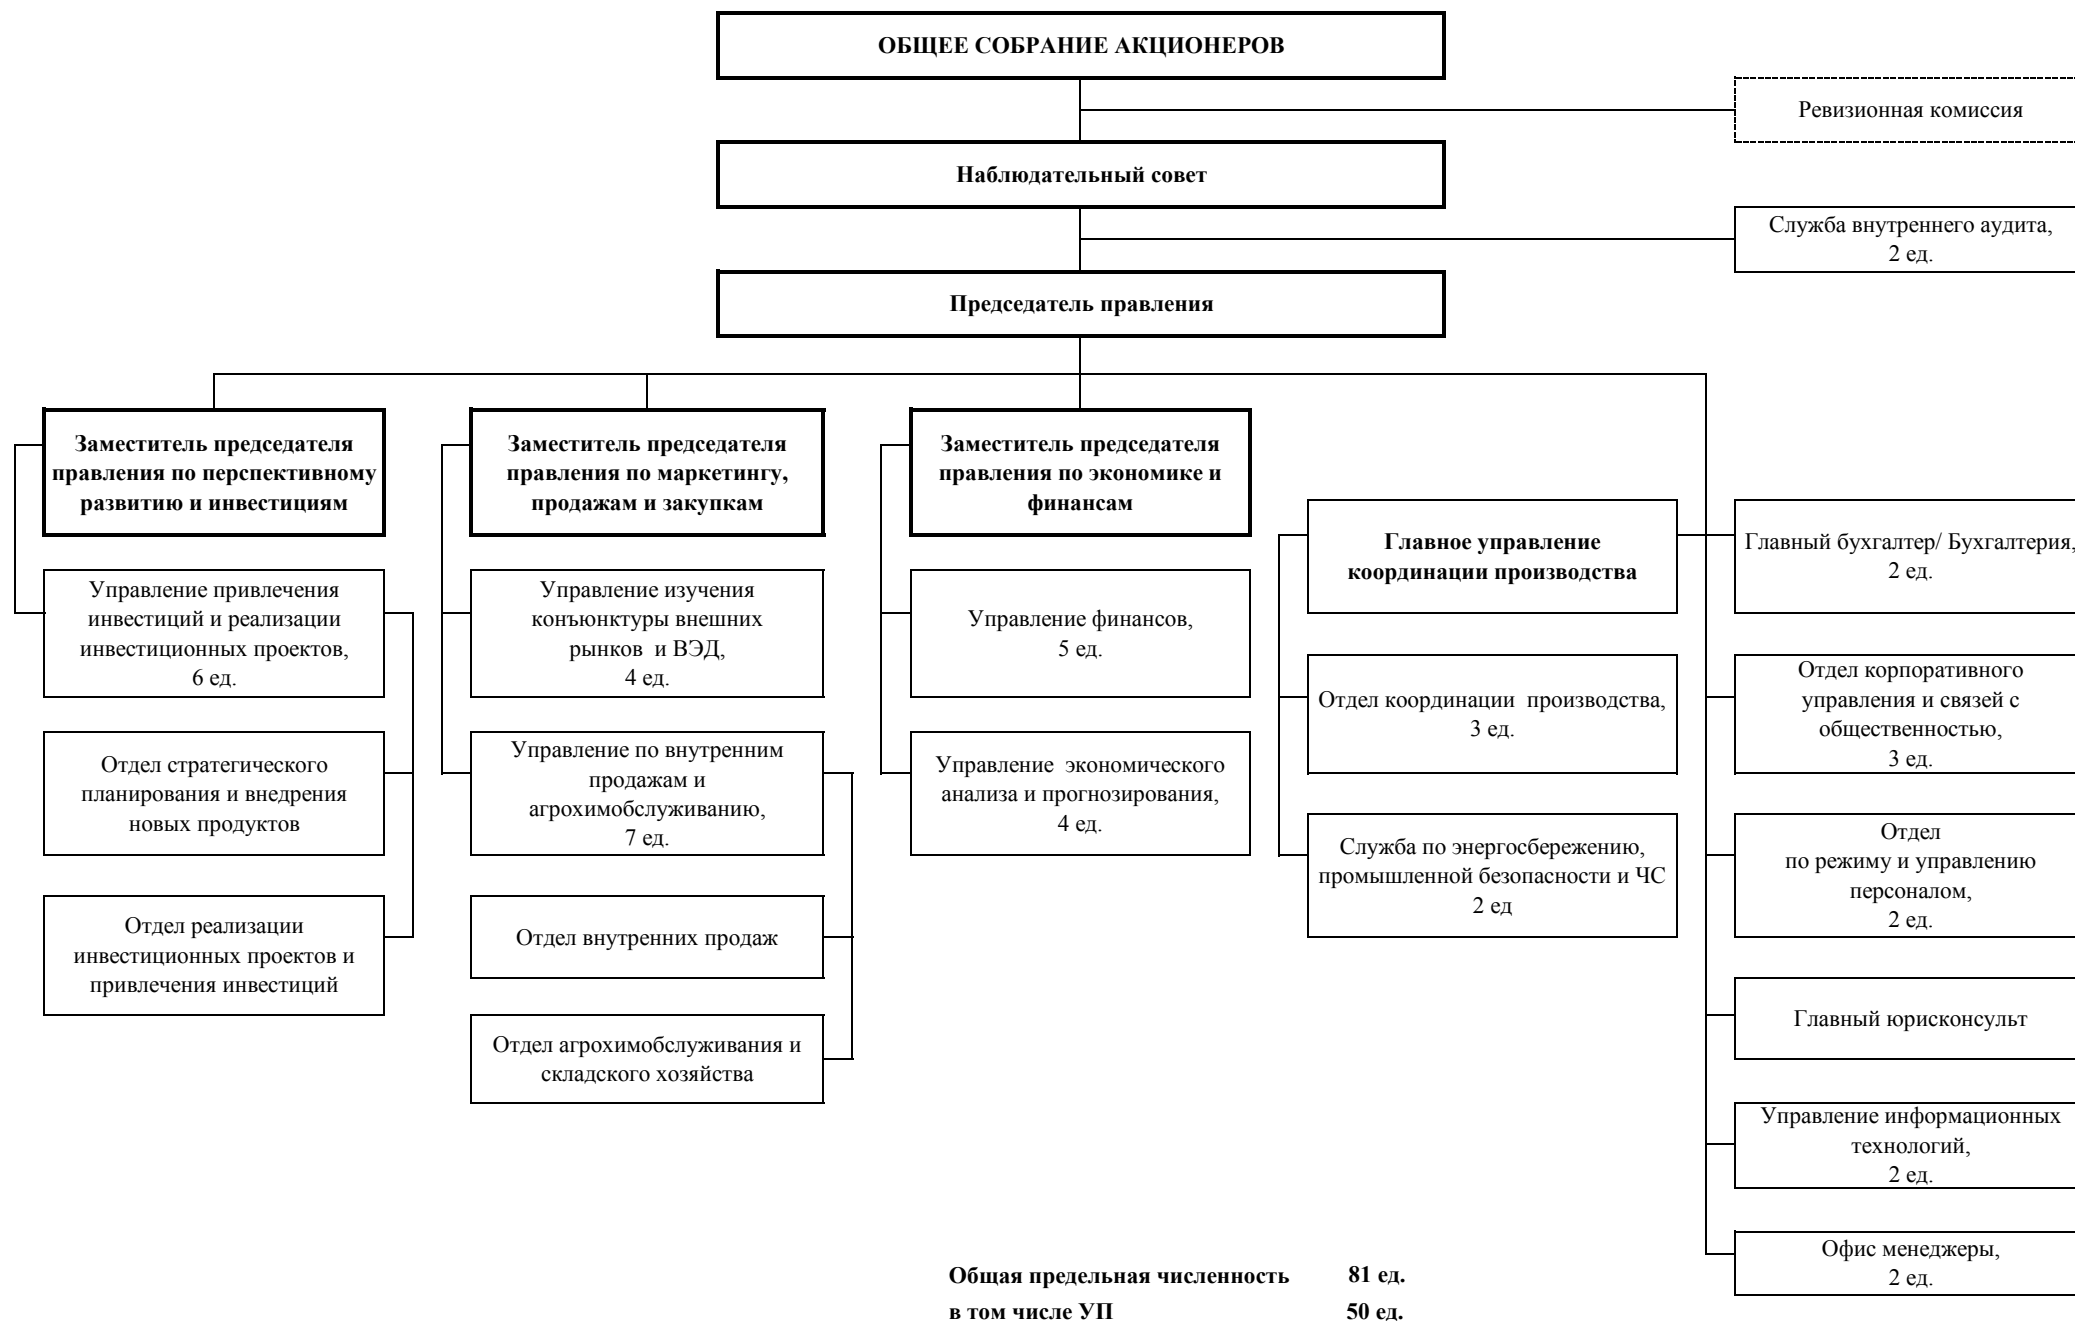 ОБЩЕЕ СОБРАНИЕ АКЦИОНЕРОВ
Ревизионная комиссия
Наблюдательный совет
Служба внутреннего аудита,
2 ед.
Председатель правления
Заместитель председателя
правления по перспективному
развитию и инвестициям
Заместитель председателя
правления по маркетингу,
продажам и закупкам
Заместитель председателя
правления по экономике и
финансам
Главное управление
координации производства
Главный бухгалтер/ Бухгалтерия,
2 ед.
Управление привлечения
инвестиций и реализации
инвестиционных проектов,
6 ед.
Управление изучения
конъюнктуры внешних
рынков и ВЭД,
4 ед.
Управление финансов,
5 ед.
Отдел координации производства,
3 ед.
Отдел корпоративного
управления и связей с
общественностью,
3 ед.
Отдел стратегического
планирования и внедрения
новых продуктов
Управление по внутренним
продажам и
агрохимобслуживанию,
7 ед.
Управление экономического
анализа и прогнозирования,
4 ед.
Служба по энергосбережению,
промышленной безопасности и ЧС
2 ед
Отдел
по режиму и управлению
персоналом,
2 ед.
Отдел реализации
инвестиционных проектов и
привлечения инвестиций
Отдел внутренних продаж
Главный юрисконсульт
Отдел агрохимобслуживания и
складского хозяйства
Управление информационных
технологий,
2 ед.
Офис менеджеры,
2 ед.
Общая предельная численность 81 ед.
в том числе УП 50 ед.